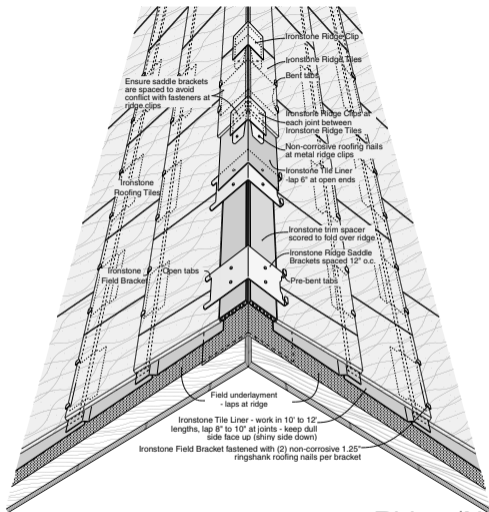 Ironstone Ridge Clip
Ironstone Ridge Tiles
Bent tabs
Ensure saddle brackets
are spaced to avoid
conflict with fasteners at
ridge clips
Ironstone Ridge Clips at
each joint between
Ironstone Ridge Tiles
Non-corrosive roofing nails
at metal ridge clips
Ironstone Tile Liner
-lap 6" at open ends
Ironstone
Roofing Tiles
Ironstone trim spacer
scored to fold over ridge
Ironstone Ridge Saddle
Brackets spaced 12" o.c.
Ironstone
Field Bracket
Open tabs
Pre-bent tabs
Field underlayment
- laps at ridge
Ironstone Tile Liner - work in 10' to 12'
lengths, lap 8" to 10" at joints - keep dull
side face up (shiny side down)
Ironstone Field Bracket fastened with (2) non-corrosive 1.25"
ringshank roofing nails per bracket